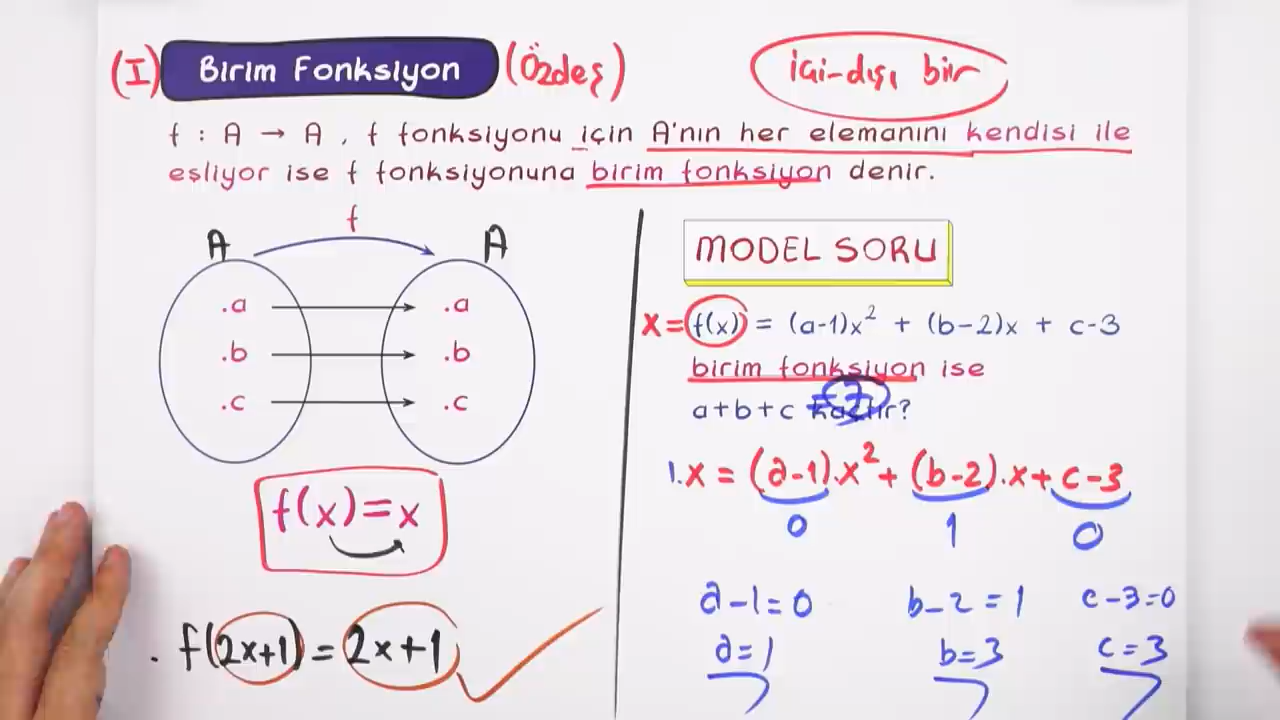 (I) Birim Fonksiyon (Özdeş)
İçi-dışı bir
f : A → A , f fonksiyonu için A'nın her elemanını kendisi ile
eşliyor ise f fonksiyonuna birim fonksiyon denir.
f
A A
.a .a
.b .b
.c .c
f(x)=x
. f(2x+1) = 2x+1
MODEL SORU
x = f(x) = (a-1)x² + (b-2)x + c-3
birim fonksiyon ise
a+b+c kaçtır?
1.x = (a-1).x² + (b-2).x + c-3
0 1 0
a-1=0 b-2=1 c-3=0
a=1 b=3 c=3